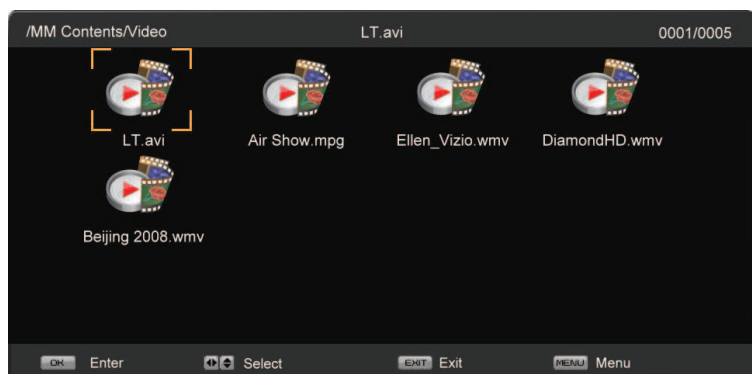 /MM Contents/Video LT.avi 0001/0005
LT.avi Air Show.mpg Ellen_Vizio.wmv DiamondHD.wmv
Beijing 2008.wmv
OK Enter Select EXIT Exit MENU Menu